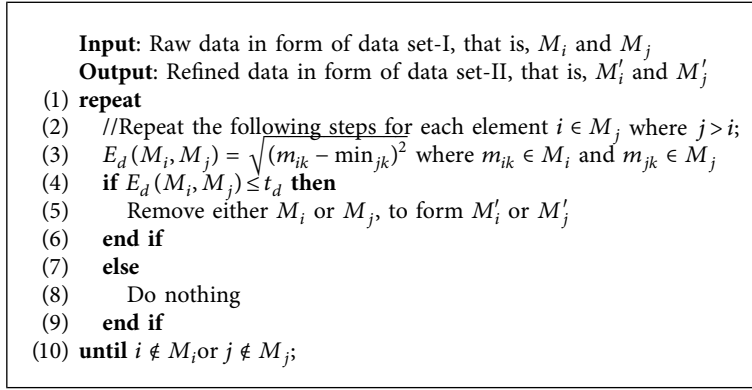 Input: Raw data in form of data set-I, that is, M_i and M_j
Output: Refined data in form of data set-II, that is, M′_i and M′_j
(1) repeat
(2) //Repeat the following steps for each element i ∈ M_j where j > i;
(3) E_d(M_i, M_j) = √(m_ik − min_jk)² where m_ik ∈ M_i and m_jk ∈ M_j
(4) if E_d(M_i, M_j) ≤ t_d then
(5) Remove either M_i or M_j, to form M′_i or M′_j
(6) end if
(7) else
(8) Do nothing
(9) end if
(10) until i ∉ M_i or j ∉ M_j;